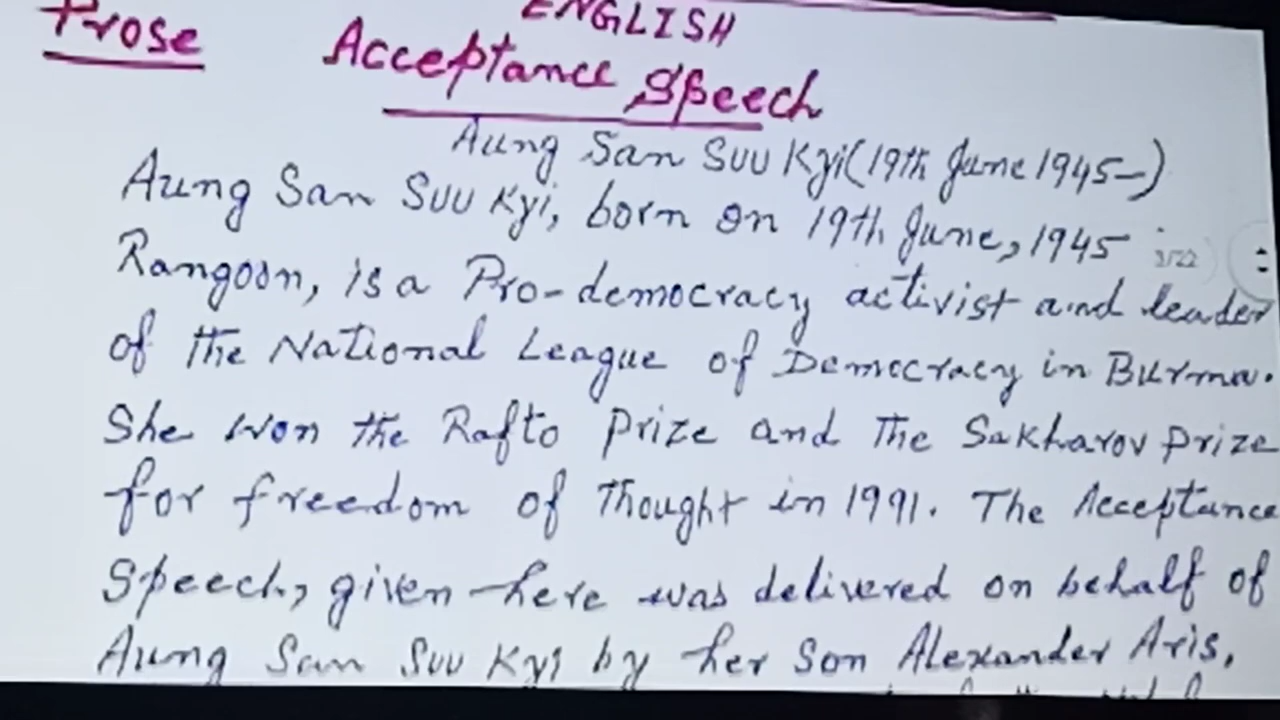 ENGLISH
Prose Acceptance Speech
Aung San Suu Kyi (19th June 1945-)
Aung San Suu Kyi, born on 19th June, 1945
3/22
Rangoon, is a Pro-democracy activist and leader
of the National League of Democracy in Burma.
She won the Rafto Prize and the Sakharov Prize
for freedom of Thought in 1991. The Acceptance
Speech, given here was delivered on behalf of
Aung San Suu Kyi by her Son Alexander Aris,